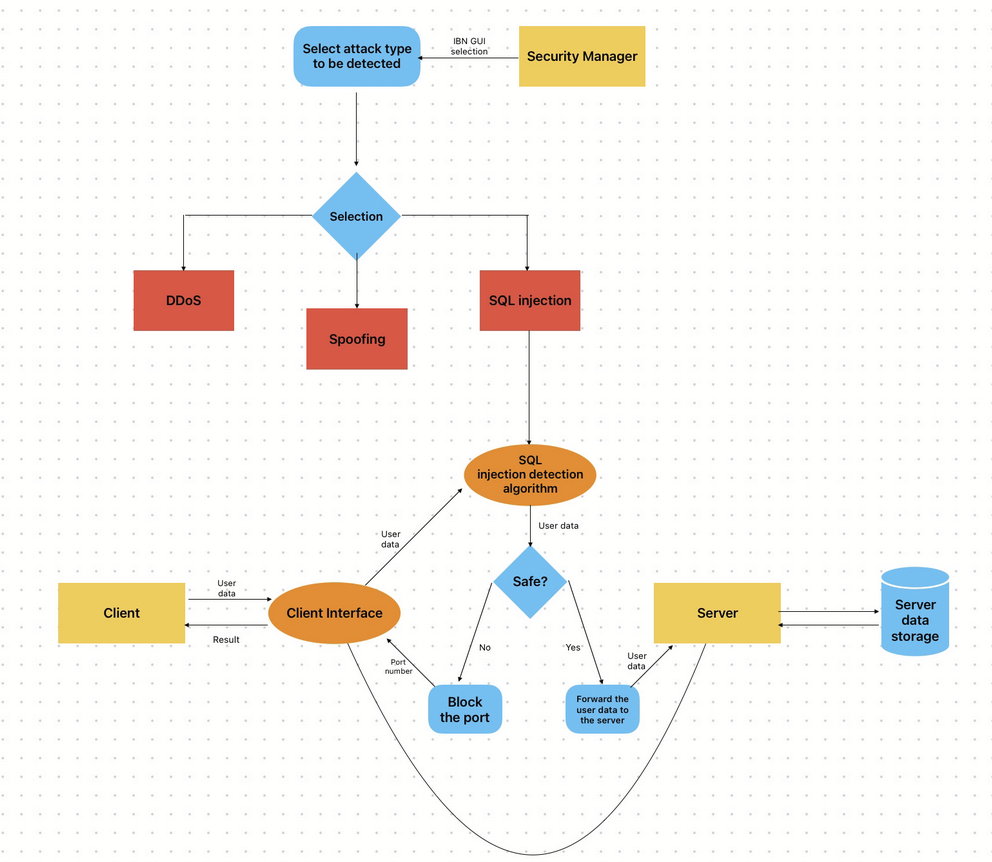 Select attack type
to be detected
IBN GUI
selection
Security Manager
Selection
DDoS
Spoofing
SQL injection
SQL
injection detection
algorithm
User
data
User data
Safe?
Client
User
data
Result
Client Interface
Port
number
No
Yes
Block
the port
Forward the
user data to
the server
User
data
Server
Server
data
storage